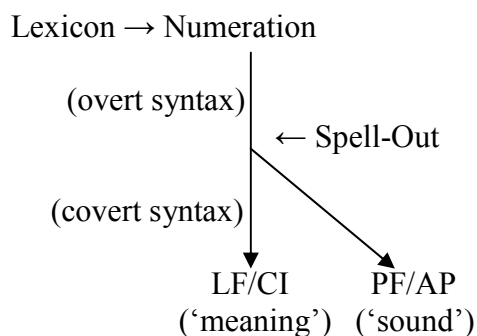 Lexicon → Numeration
(overt syntax)
← Spell-Out
(covert syntax)
LF/CI PF/AP
(‘meaning’) (‘sound’)